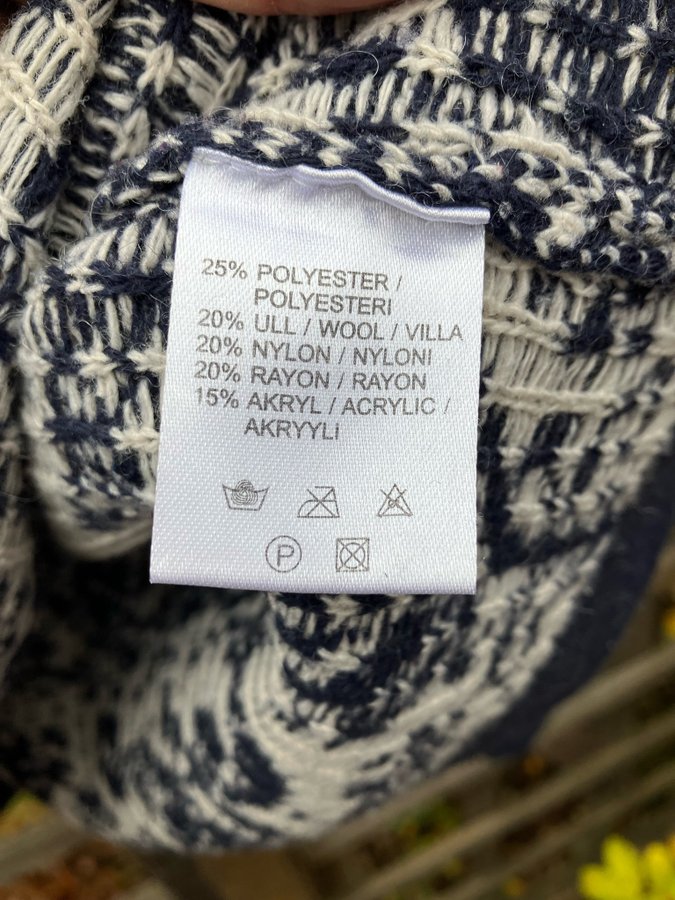 25% POLYESTER /
POLYESTERI
20% ULL / WOOL / VILLA
20% NYLON / NYLONI
20% RAYON / RAYON
15% AKRYL / ACRYLIC /
AKRYYLI
P